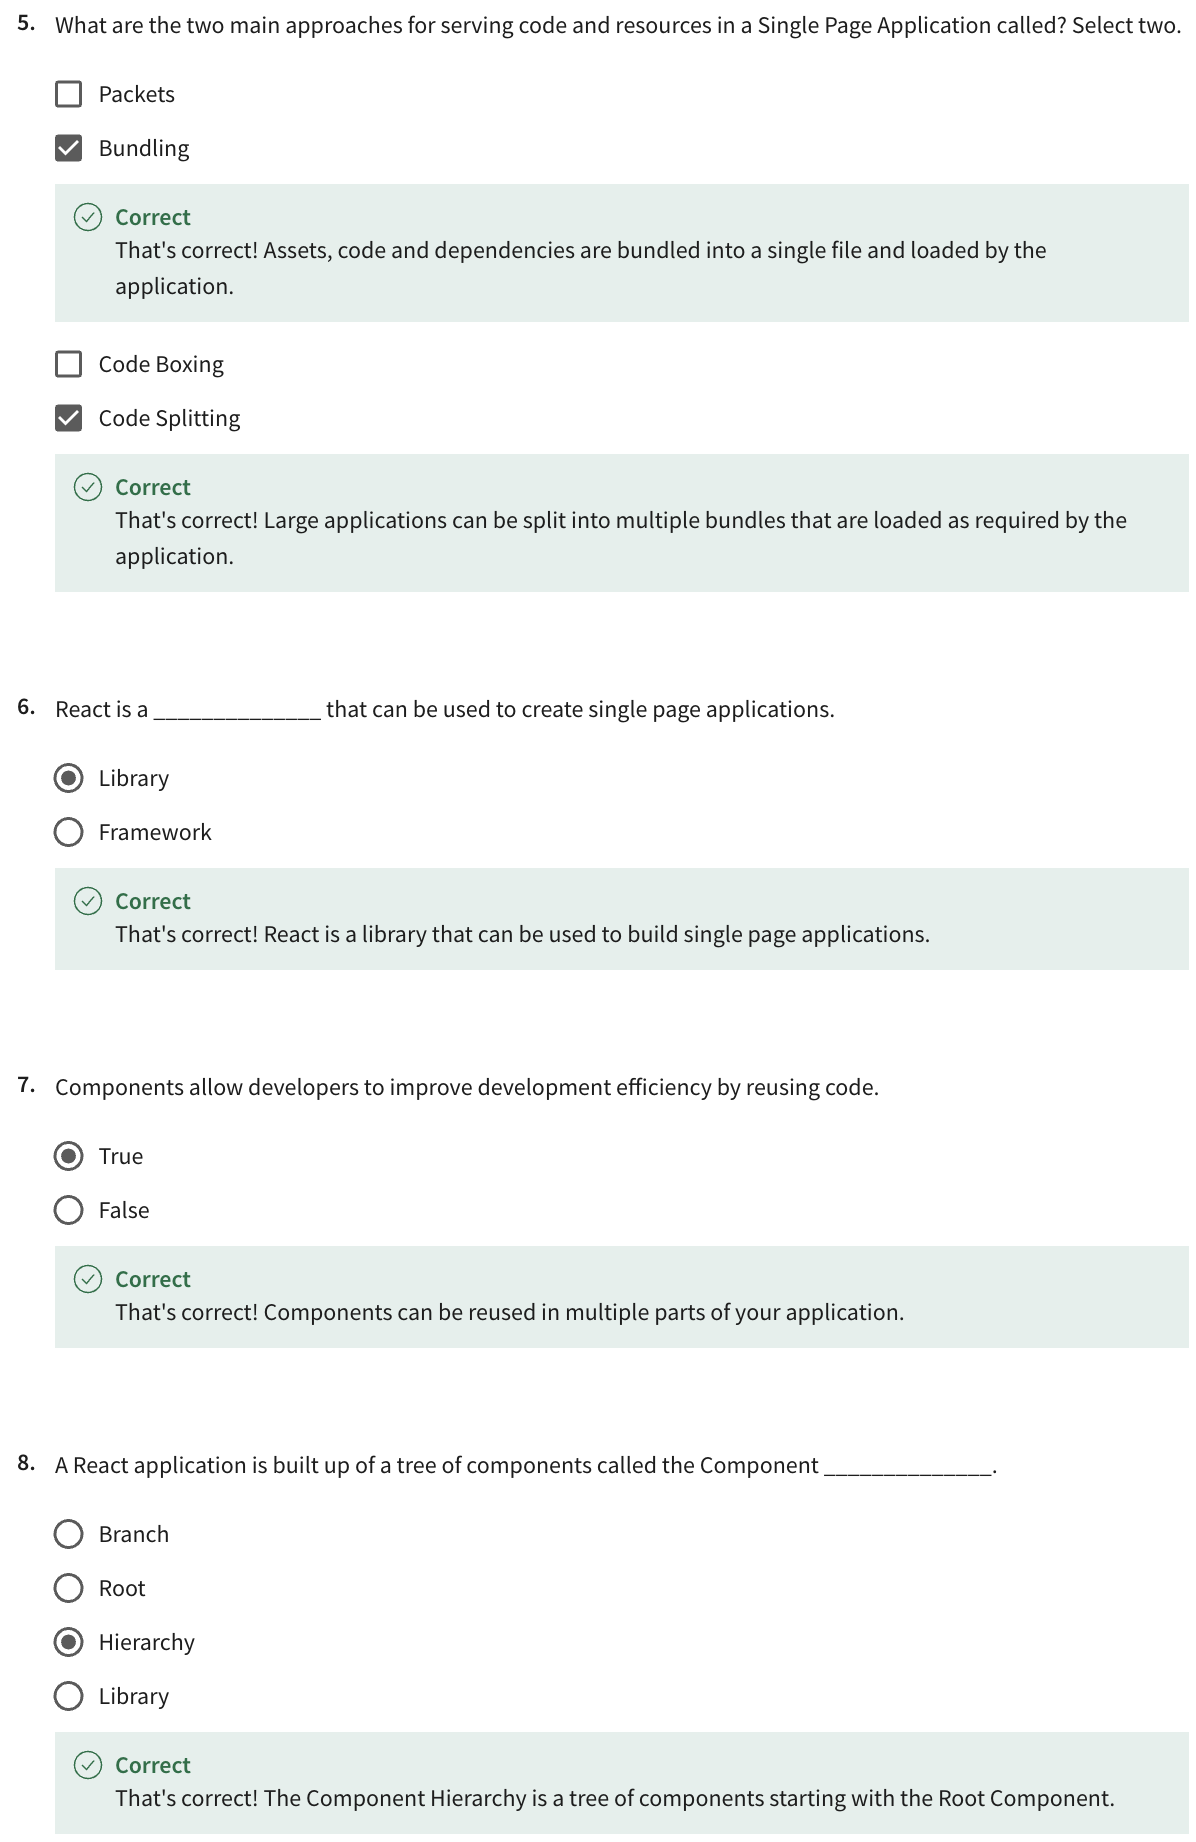 5. What are the two main approaches for serving code and resources in a Single Page Application called? Select two.
Packets
Bundling
Correct
That's correct! Assets, code and dependencies are bundled into a single file and loaded by the
application.
Code Boxing
Code Splitting
Correct
That's correct! Large applications can be split into multiple bundles that are loaded as required by the
application.
6. React is a ______________ that can be used to create single page applications.
Library
Framework
Correct
That's correct! React is a library that can be used to build single page applications.
7. Components allow developers to improve development efficiency by reusing code.
True
False
Correct
That's correct! Components can be reused in multiple parts of your application.
8. A React application is built up of a tree of components called the Component ______________.
Branch
Root
Hierarchy
Library
Correct
That's correct! The Component Hierarchy is a tree of components starting with the Root Component.